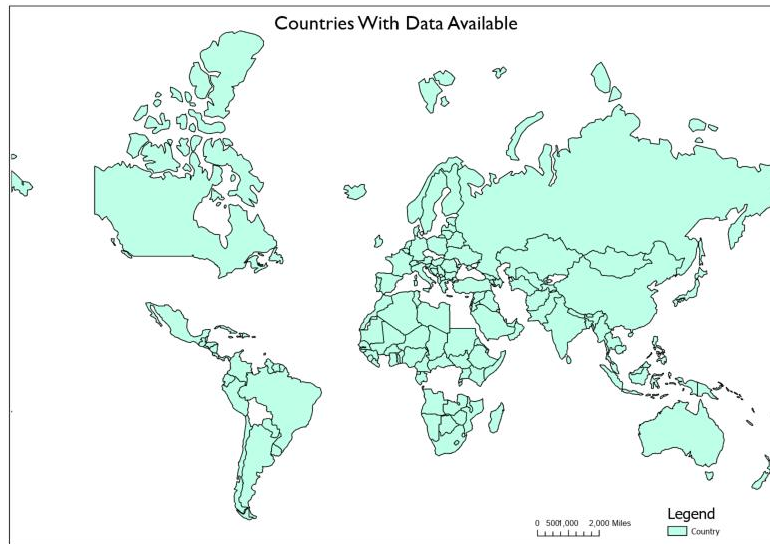 Countries With Data Available
0 5001,000 2,000 Miles
Legend
Country